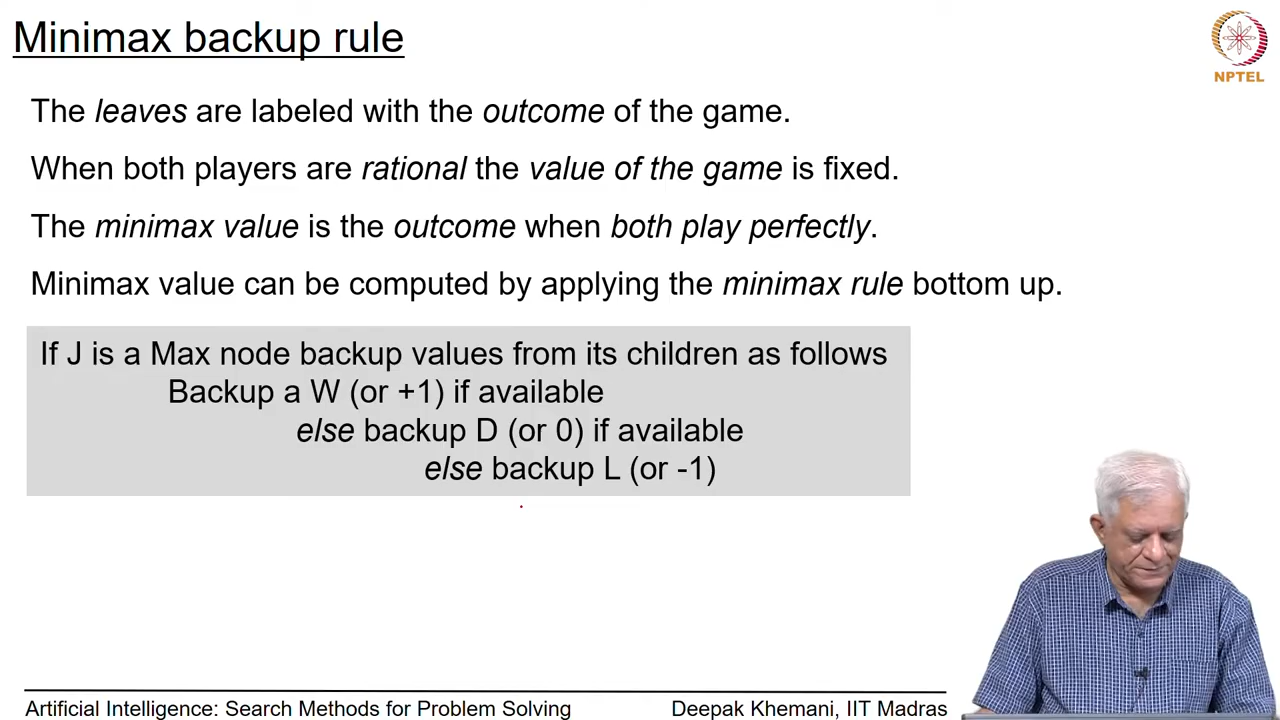 Minimax backup rule
NPTEL
The leaves are labeled with the outcome of the game.
When both players are rational the value of the game is fixed.
The minimax value is the outcome when both play perfectly.
Minimax value can be computed by applying the minimax rule bottom up.
If J is a Max node backup values from its children as follows
Backup a W (or +1) if available
else backup D (or 0) if available
else backup L (or -1)
Artificial Intelligence: Search Methods for Problem Solving
Deepak Khemani, IIT Madras